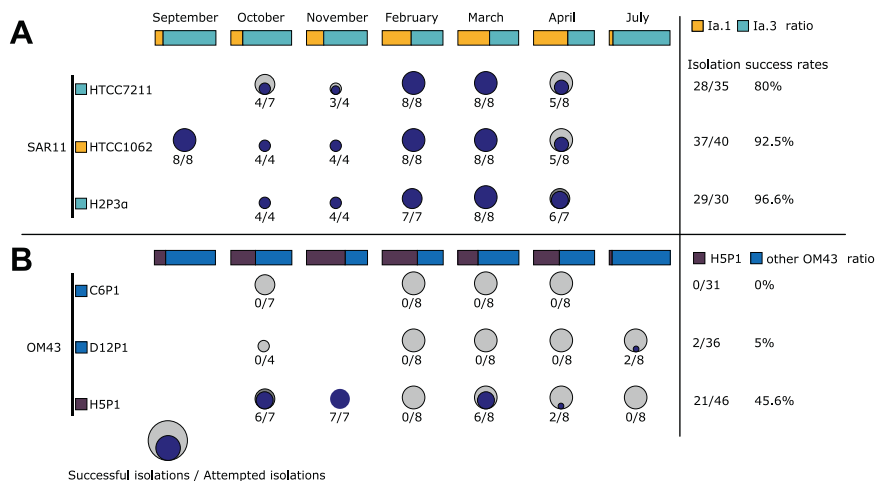 September October November February March April July
A
Ia.1 Ia.3 ratio
Isolation success rates
HTCC7211
4/7 3/4 8/8 8/8 5/8
28/35 80%
SAR11 HTCC1062
8/8 4/4 4/4 8/8 8/8 5/8
37/40 92.5%
H2P3α
4/4 4/4 7/7 8/8 6/7
29/30 96.6%
B
H5P1 other OM43 ratio
C6P1
0/7 0/8 0/8 0/8
0/31 0%
OM43 D12P1
0/4 0/8 0/8 0/8 2/8
2/36 5%
H5P1
6/7 7/7 0/8 6/8 2/8 0/8
21/46 45.6%
Successful isolations / Attempted isolations